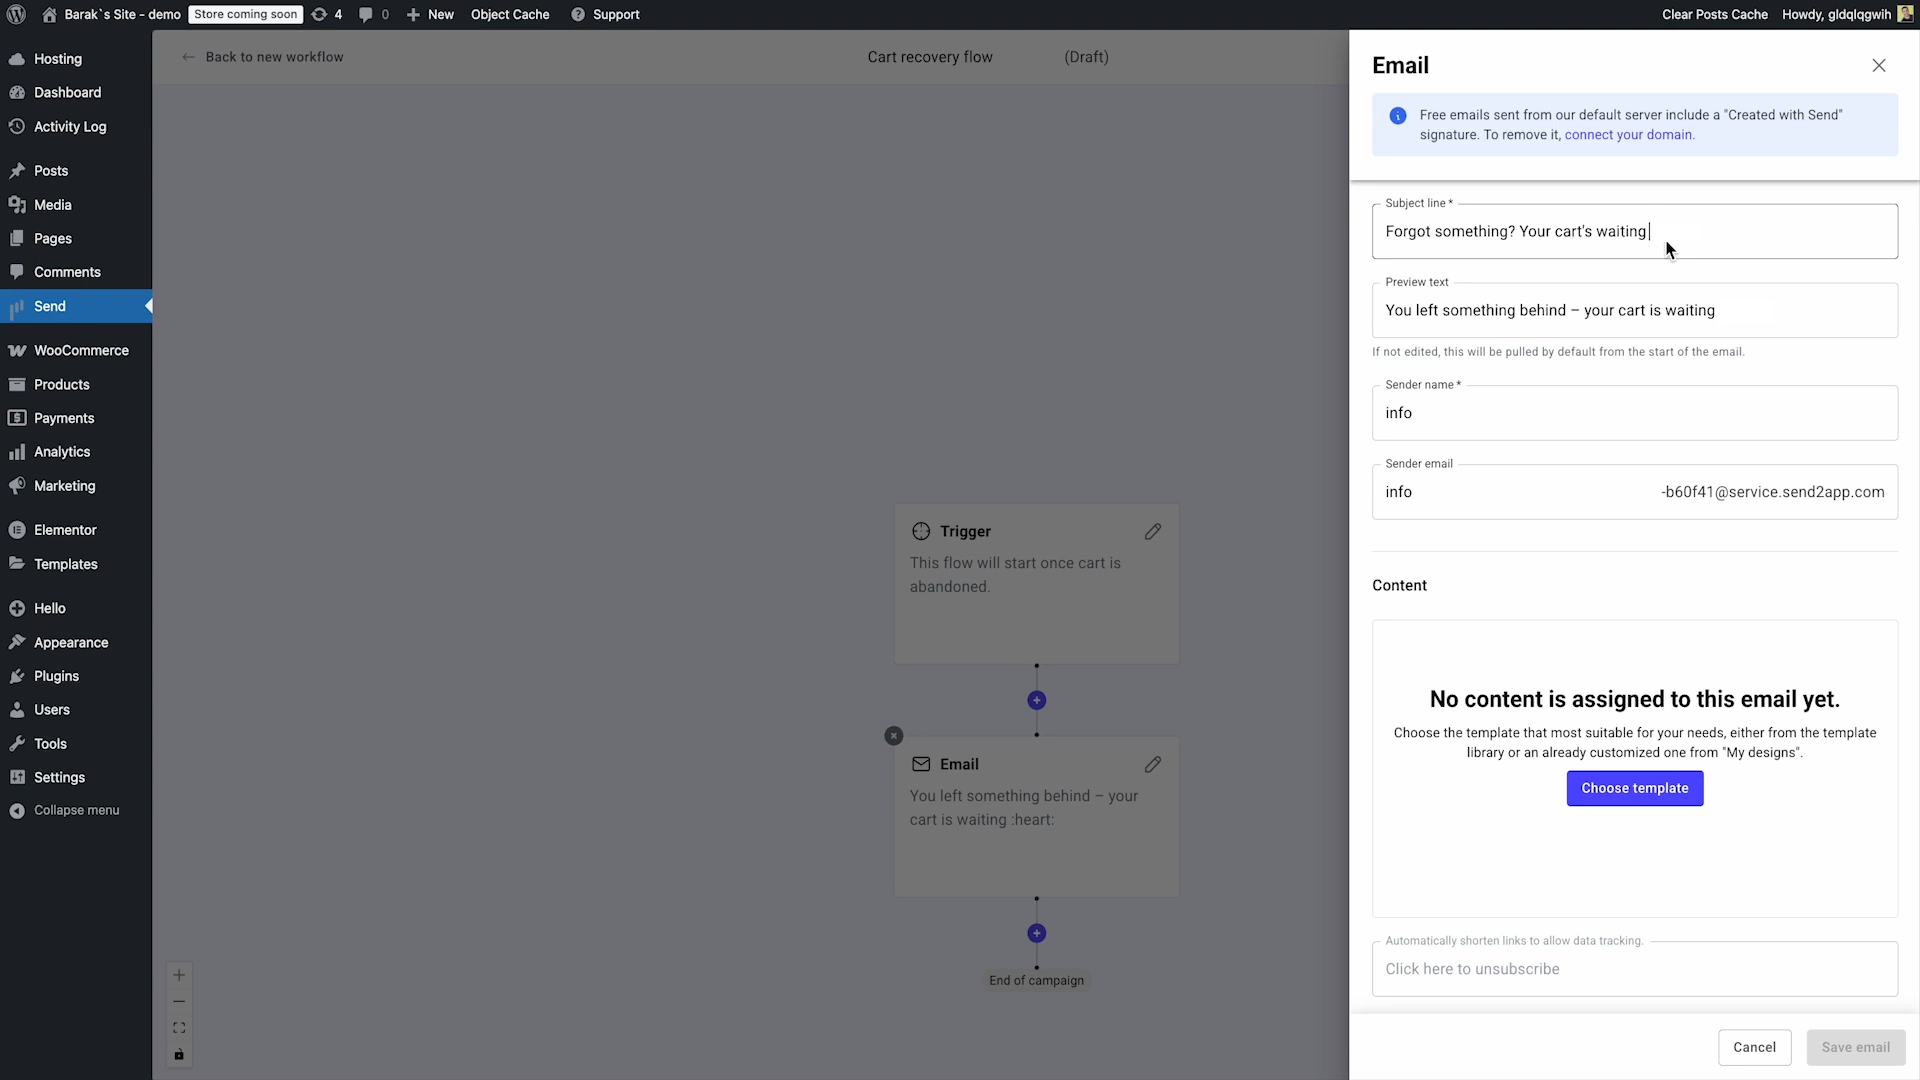 Barak`s Site - demo Store coming soon 4 0 New Object Cache Support Clear Posts Cache Howdy, gldqlqgwih
Hosting
Dashboard
Activity Log
Posts
Media
Pages
Comments
Send
WooCommerce
Products
Payments
Analytics
Marketing
Elementor
Templates
Hello
Appearance
Plugins
Users
Tools
Settings
Collapse menu
Back to new workflow
Cart recovery flow (Draft)
Trigger
This flow will start once cart is
abandoned.
Email
You left something behind – your
cart is waiting :heart:
End of campaign
Email
Free emails sent from our default server include a "Created with Send"
signature. To remove it, connect your domain.
Subject line *
Forgot something? Your cart's waiting
Preview text
You left something behind – your cart is waiting
If not edited, this will be pulled by default from the start of the email.
Sender name *
info
Sender email
info -b60f41@service.send2app.com
Content
No content is assigned to this email yet.
Choose the template that most suitable for your needs, either from the template
library or an already customized one from "My designs".
Choose template
Automatically shorten links to allow data tracking.
Click here to unsubscribe
Cancel Save email